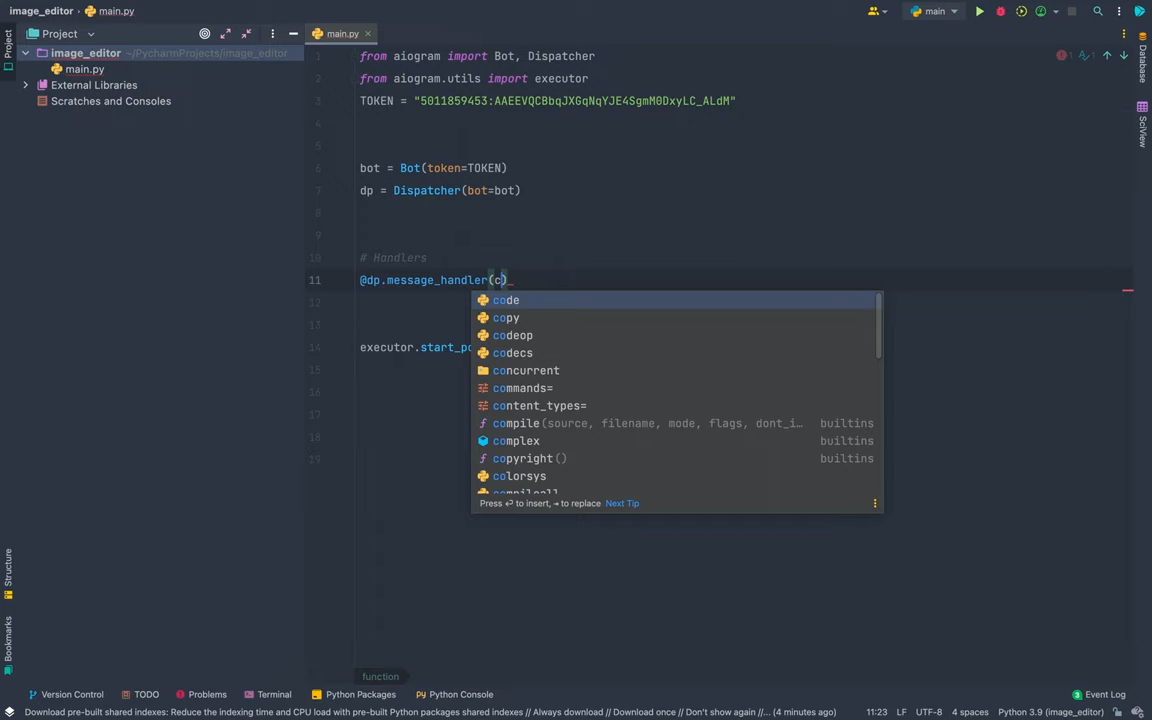 image_editor
main.py
main
Project
main.py
image_editor ~/PycharmProjects/image_editor
main.py
External Libraries
Scratches and Consoles
Project
Structure
Bookmarks
Database
SciView
1
1
1 from aiogram import Bot, Dispatcher
2 from aiogram.utils import executor
3 TOKEN = "5011859453:AAEEVQCBbqJXGqNqYJE4SgmM0DxyLC_ALdM"
4
5
6 bot = Bot(token=TOKEN)
7 dp = Dispatcher(bot=bot)
8
9
10 # Handlers
11 @dp.message_handler(c)
12
13
14 executor.start_po
15
16
17
18
19
code
copy
codeop
codecs
concurrent
commands=
content_types=
compile(source, filename, mode, flags, dont_i... builtins
complex builtins
copyright() builtins
colorsys
compileall
Press ⏎ to insert, ⇥ to replace Next Tip
function
Version Control TODO Problems Terminal Python Packages Python Console Event Log
Download pre-built shared indexes: Reduce the indexing time and CPU load with pre-built Python packages shared indexes // Always download // Download once // Don't show again //... (4 minutes ago) 11:23 LF UTF-8 4 spaces Python 3.9 (image_editor)